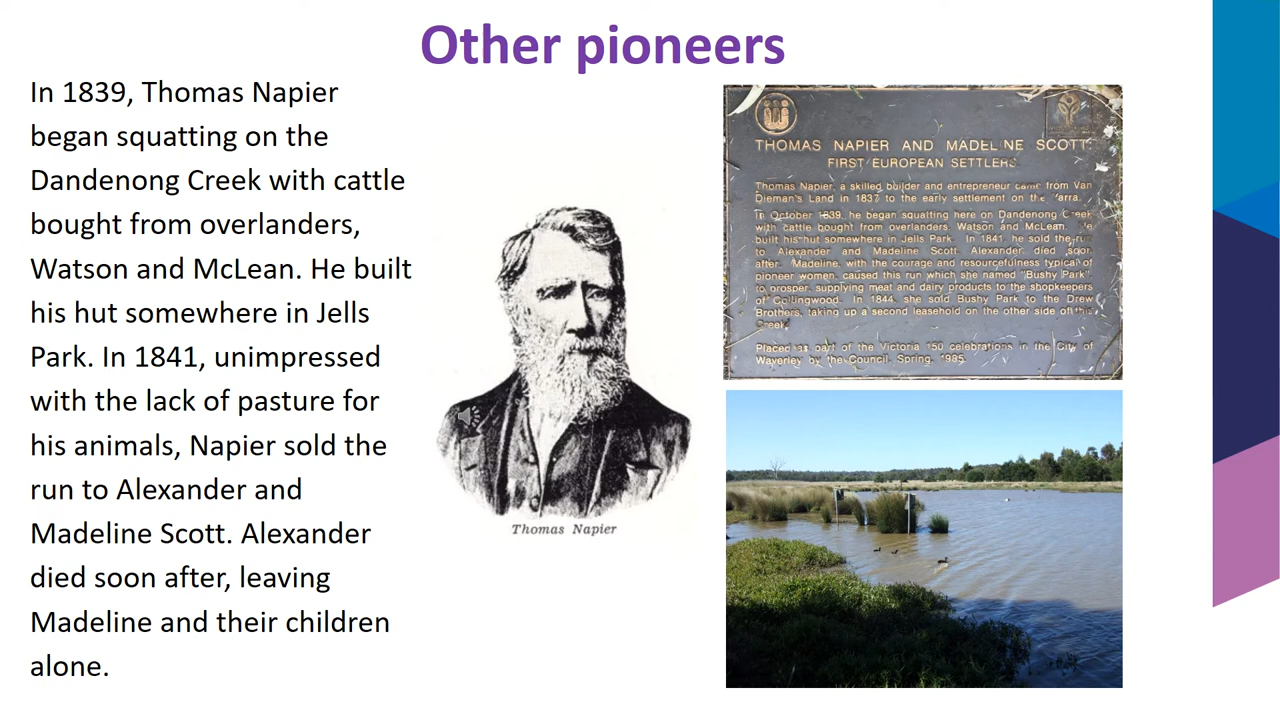 Other pioneers
In 1839, Thomas Napier
began squatting on the
Dandenong Creek with cattle
bought from overlanders,
Watson and McLean. He built
his hut somewhere in Jells
Park. In 1841, unimpressed
with the lack of pasture for
his animals, Napier sold the
run to Alexander and
Madeline Scott. Alexander
died soon after, leaving
Madeline and their children
alone.
Thomas Napier
THOMAS NAPIER AND MADELINE SCOTT:
FIRST EUROPEAN SETTLERS.
Thomas Napier, a skilled builder and entrepreneur came from Van
Dieman's Land in 1837 to the early settlement on the Yarra.
In October 1839, he began squatting here on Dandenong Creek
with cattle bought from overlanders, Watson and McLean. He
built his hut somewhere in Jells Park. In 1841, he sold the run
to Alexander and Madeline Scott. Alexander died soon
after. Madeline, with the courage and resourcefulness typical of
pioneer women, caused this run which she named "Bushy Park",
to prosper, supplying meat and dairy products to the shopkeepers
of Collingwood. In 1844, she sold Bushy Park to the Drew
Brothers, taking up a second leasehold on the other side of this
Creek.
Placed as part of the Victoria 150 celebrations in the City of
Waverley by the Council. Spring, 1985.